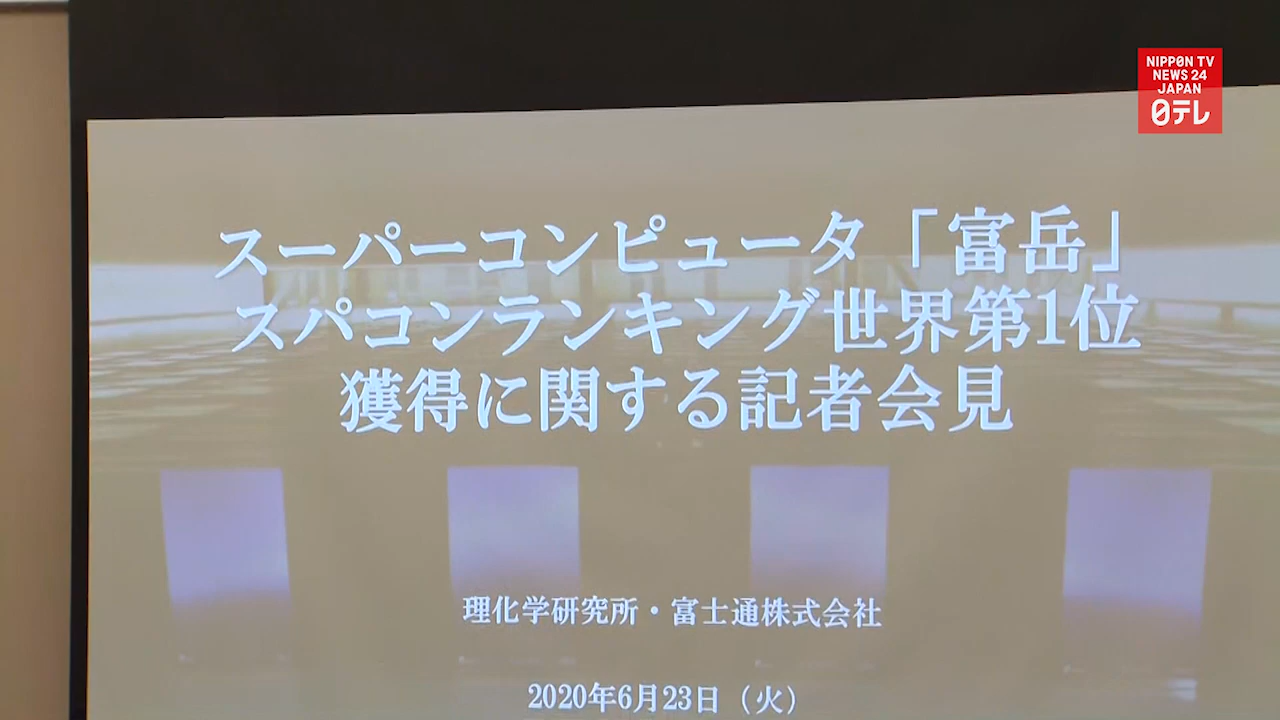 NIPPON TV
NEWS 24
JAPAN
日テレ
スーパーコンピュータ「富岳」
スパコンランキング世界第1位
獲得に関する記者会見
理化学研究所・富士通株式会社
2020年6月23日（火）